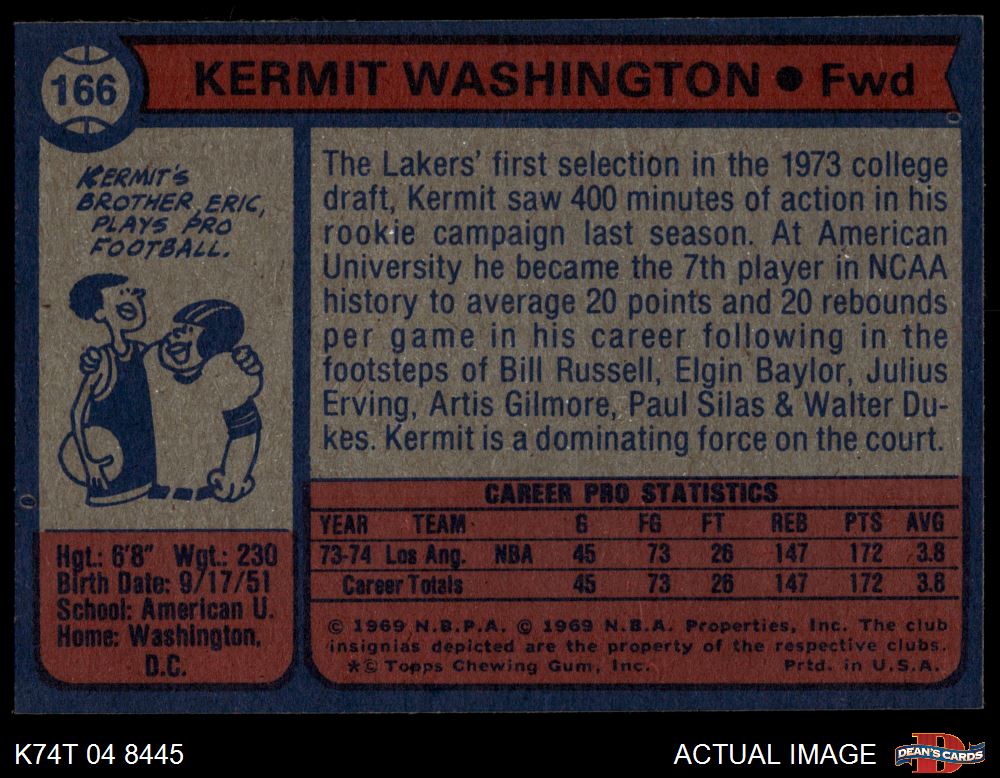 166
KERMIT WASHINGTON ● Fwd
KERMIT'S
BROTHER, ERIC,
PLAYS PRO
FOOTBALL.
The Lakers' first selection in the 1973 college
draft, Kermit saw 400 minutes of action in his
rookie campaign last season. At American
University he became the 7th player in NCAA
history to average 20 points and 20 rebounds
per game in his career following in the
footsteps of Bill Russell, Elgin Baylor, Julius
Erving, Artis Gilmore, Paul Silas & Walter Du-
kes. Kermit is a dominating force on the court.
Hgt.: 6'8" Wgt.: 230
Birth Date: 9/17/51
School: American U.
Home: Washington,
D.C.
CAREER PRO STATISTICS
YEAR TEAM G FG FT REB PTS AVG
73-74 Los Ang. NBA 45 73 26 147 172 3.8
Career Totals 45 73 26 147 172 3.8
© 1969 N.B.P.A. © 1969 N.B.A. Properties, Inc. The club
insignias depicted are the property of the respective clubs.
*© Topps Chewing Gum, Inc. Prtd. in U.S.A.
K74T 04 8445
ACTUAL IMAGE
DEAN'S CARDS